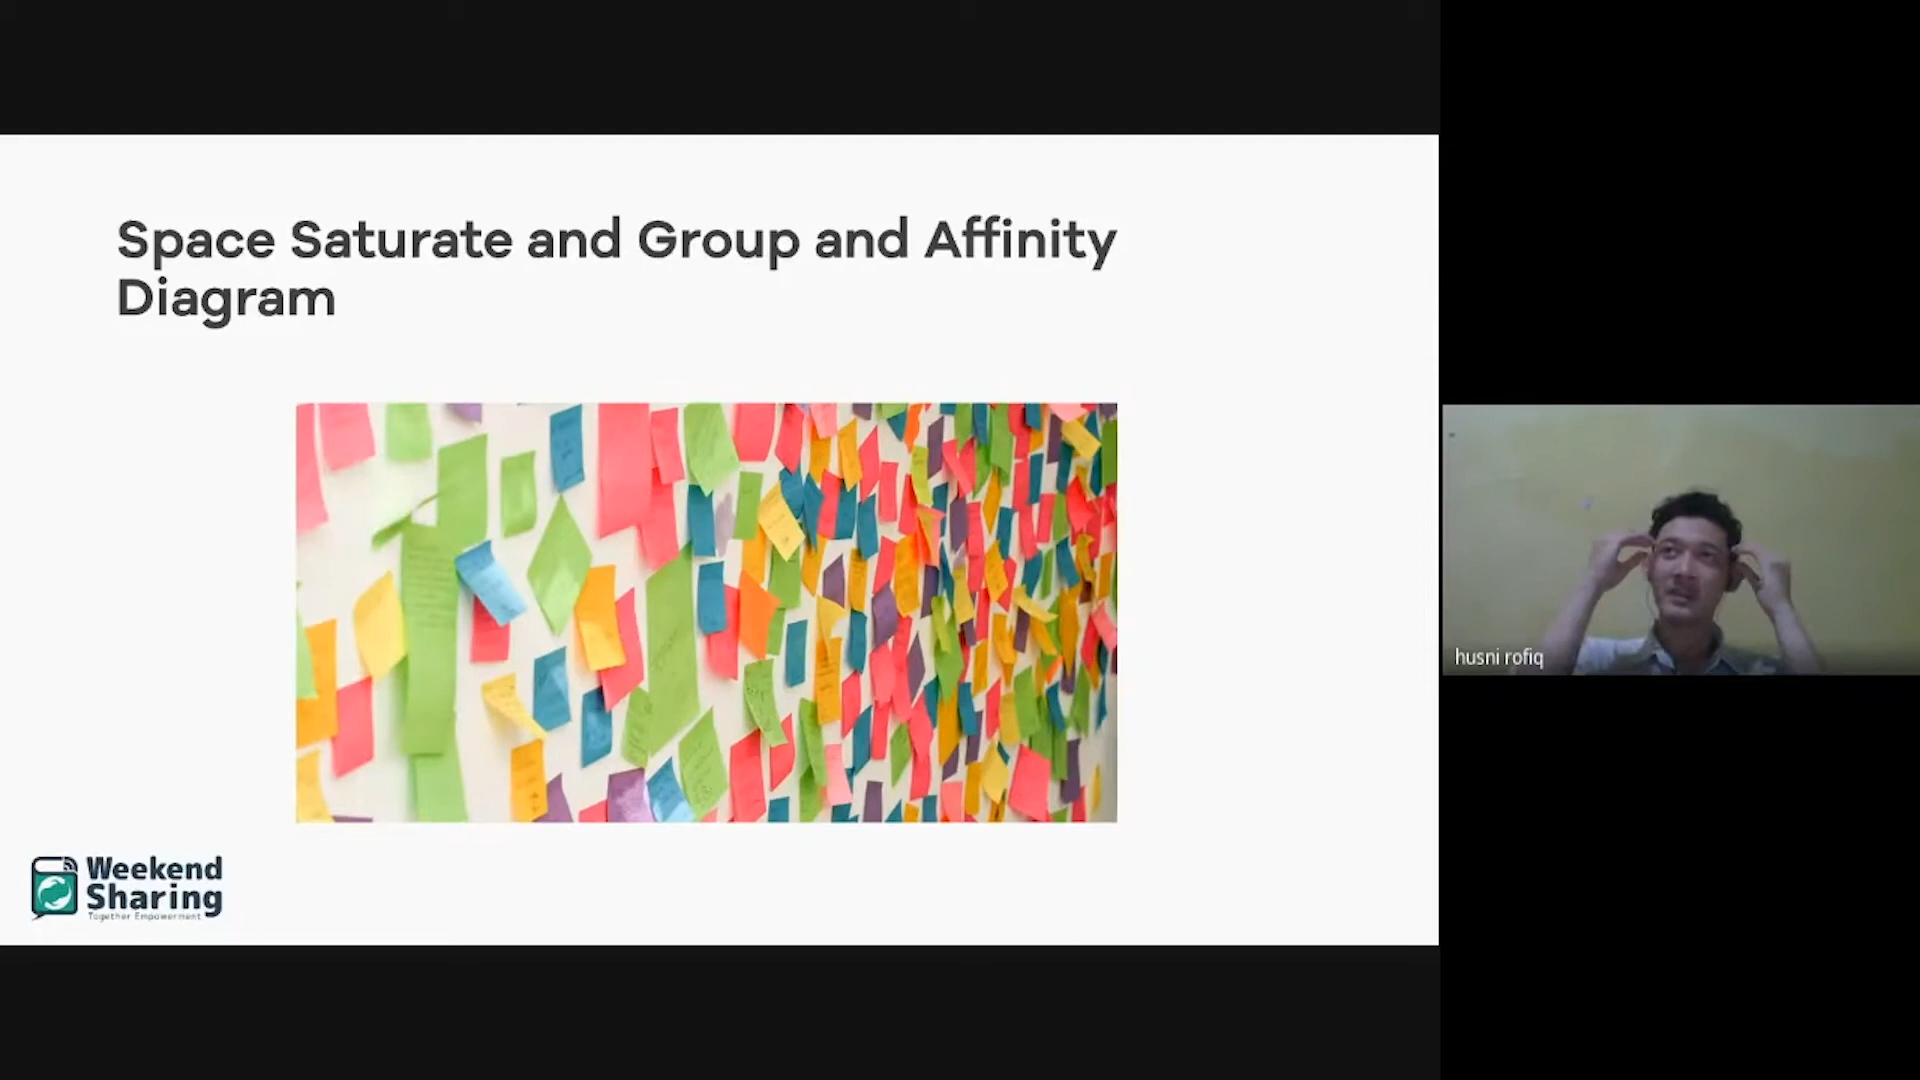 Space Saturate and Group and Affinity
Diagram
Weekend
Sharing
Together Empowerment
husni rofiq